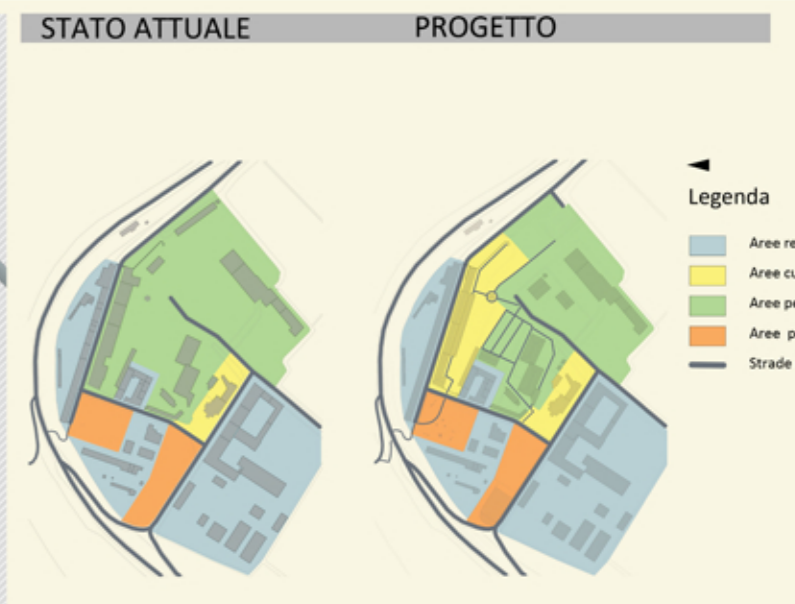 STATO ATTUALE
PROGETTO
Legenda
Aree re
Aree cu
Aree pe
Aree p
Strade